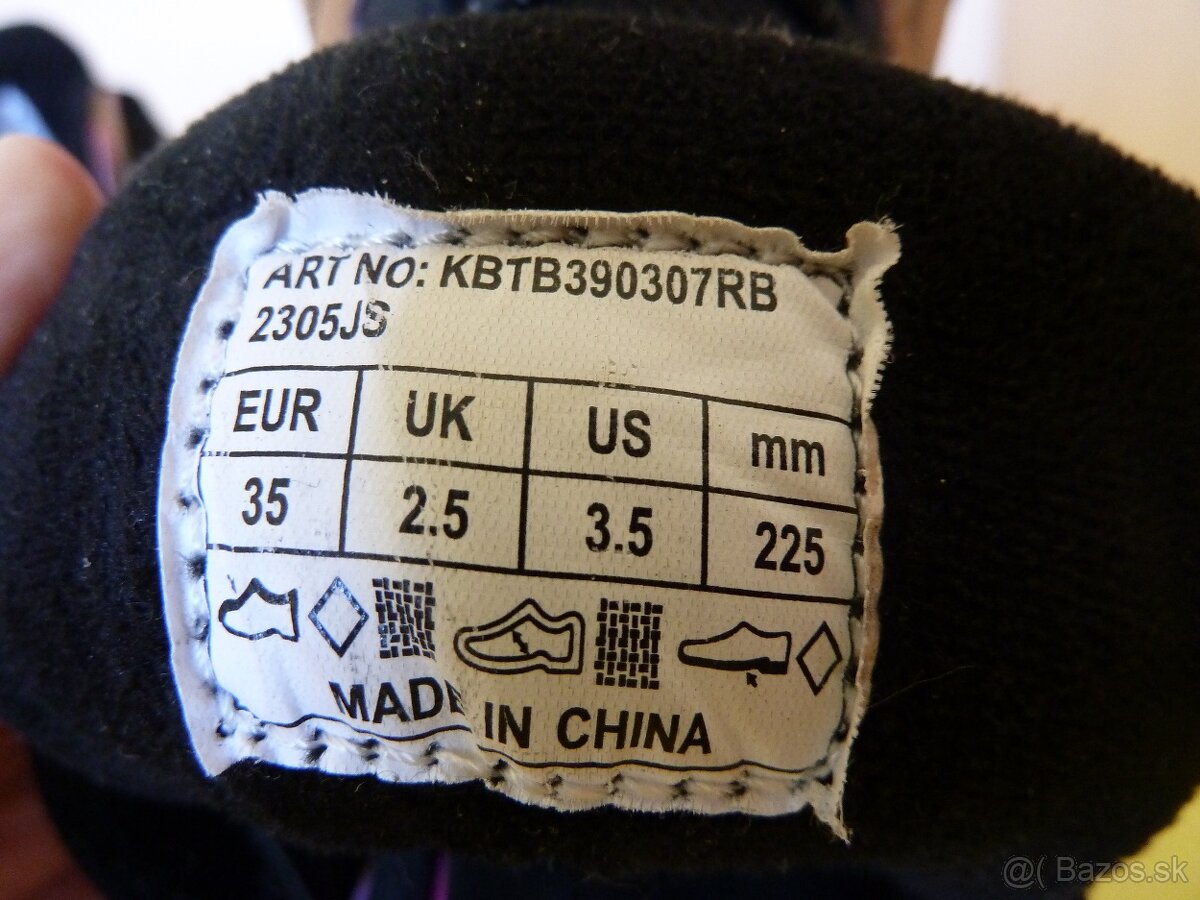 ART NO: KBTB390307RB
2305JS
EUR UK US mm
35 2.5 3.5 225
MADE IN CHINA
@( Bazos.sk